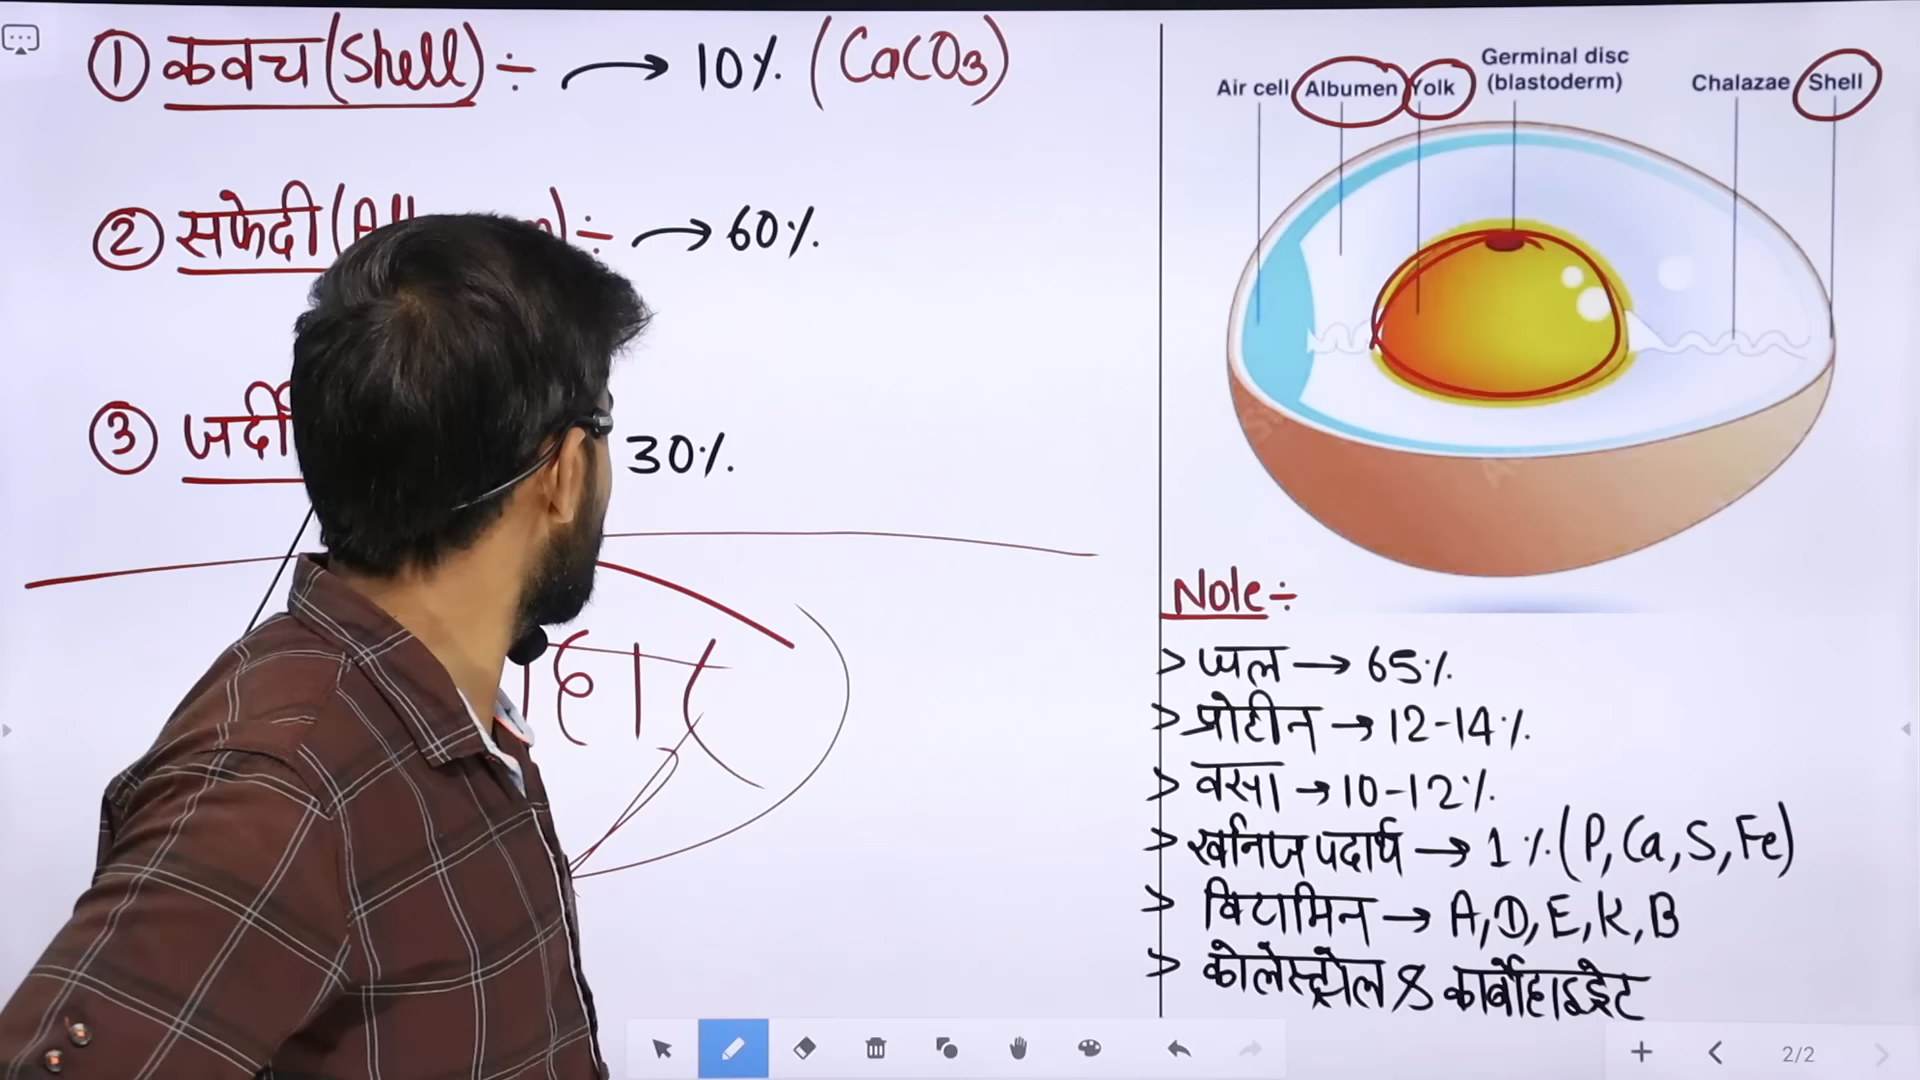 ① कवच (Shell) ÷ → 10% (CaCO3)
② सफेदी ( ) ÷ → 60%.
③ जर्दी 30%.
Air cell Albumen Yolk Germinal disc (blastoderm) Chalazae Shell
Note ÷
> जल → 65%.
> प्रोटीन → 12-14%.
> वसा → 10-12%.
> खनिज पदार्थ → 1%. (P, Ca, S, Fe)
> विटामिन → A, D, E, K, B
> कोलेस्ट्रोल & कार्बोहाइड्रेट
2/2